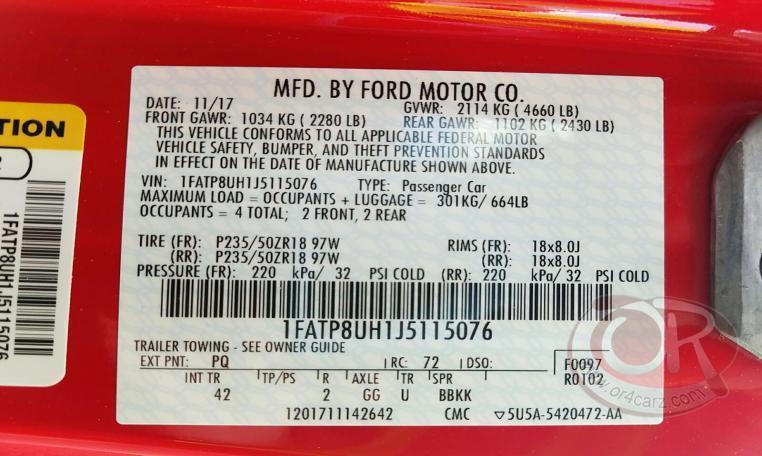 TION
2
1FATP8UH1J5115076
MFD. BY FORD MOTOR CO.
DATE: 11/17 GVWR: 2114 KG ( 4660 LB)
FRONT GAWR: 1034 KG ( 2280 LB) REAR GAWR: 1102 KG ( 2430 LB)
THIS VEHICLE CONFORMS TO ALL APPLICABLE FEDERAL MOTOR
VEHICLE SAFETY, BUMPER, AND THEFT PREVENTION STANDARDS
IN EFFECT ON THE DATE OF MANUFACTURE SHOWN ABOVE.
VIN: 1FATP8UH1J5115076 TYPE: Passenger Car
MAXIMUM LOAD = OCCUPANTS + LUGGAGE = 301KG/ 664LB
OCCUPANTS = 4 TOTAL; 2 FRONT, 2 REAR
TIRE (FR): P235/50ZR18 97W RIMS (FR): 18x8.0J
(RR): P235/50ZR18 97W (RR): 18x8.0J
PRESSURE (FR): 220 kPa/ 32 PSI COLD (RR): 220 kPa/ 32 PSI COLD
1FATP8UH1J5115076
TRAILER TOWING - SEE OWNER GUIDE
EXT PNT: PQ RC: 72 DSO: F0097
R0102
INT TR TP/PS R AXLE TR SPR
42 2 GG U BBKK
1201711142642 CMC ▽5U5A-5420472-AA
OR
www.or4carz.com